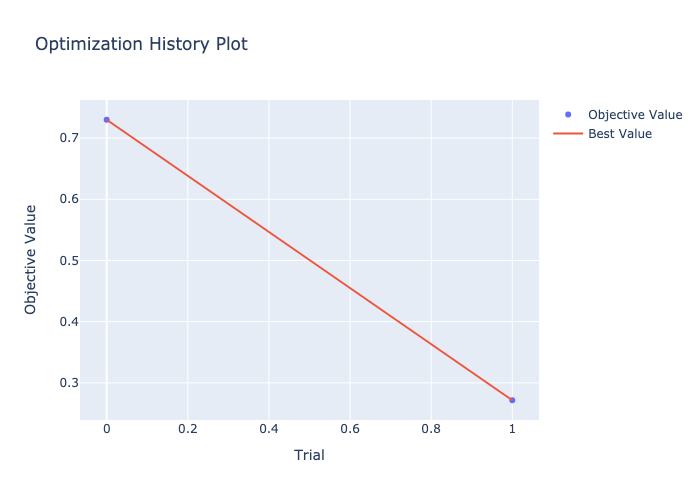 Optimization History Plot
Objective Value
Best Value
0.7
0.6
0.5
0.4
0.3
Objective Value
0
0.2
0.4
0.6
0.8
1
Trial